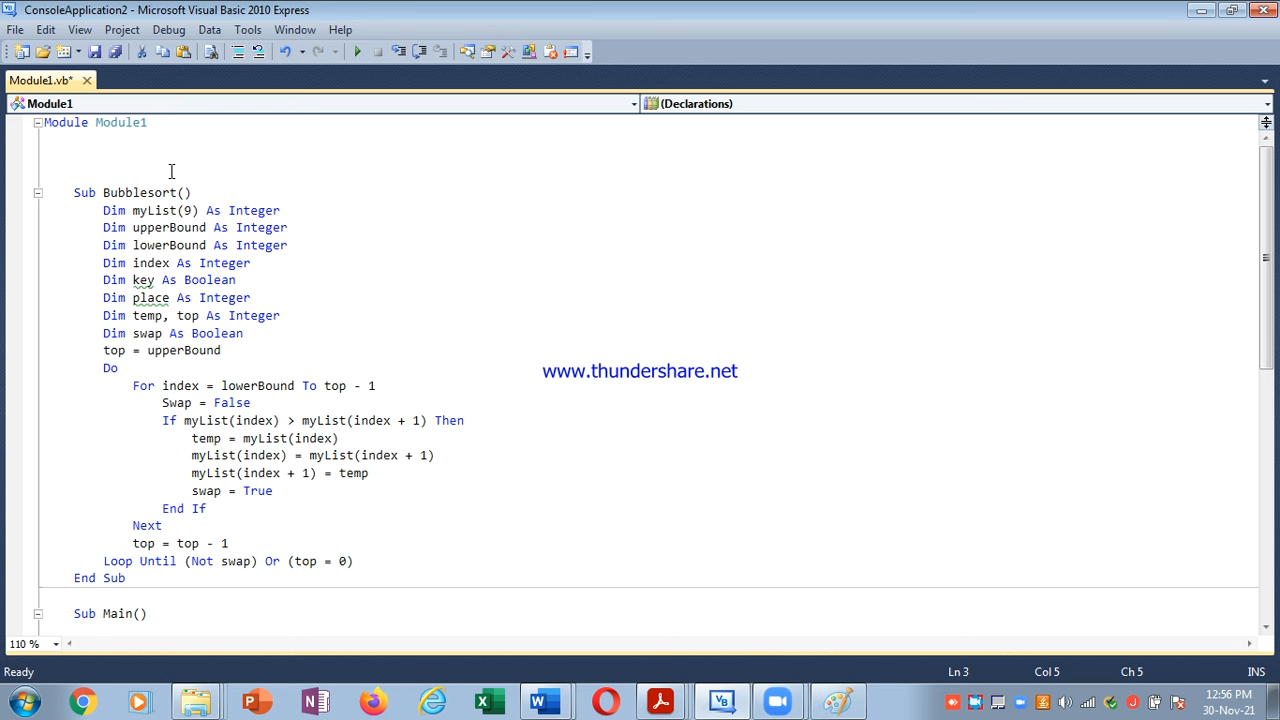 ConsoleApplication2 - Microsoft Visual Basic 2010 Express
File Edit View Project Debug Data Tools Window Help
Module1.vb*
Module1 (Declarations)
Module Module1
Sub Bubblesort()
Dim myList(9) As Integer
Dim upperBound As Integer
Dim lowerBound As Integer
Dim index As Integer
Dim key As Boolean
Dim place As Integer
Dim temp, top As Integer
Dim swap As Boolean
top = upperBound
Do
For index = lowerBound To top - 1
Swap = False
If myList(index) > myList(index + 1) Then
temp = myList(index)
myList(index) = myList(index + 1)
myList(index + 1) = temp
swap = True
End If
Next
top = top - 1
Loop Until (Not swap) Or (top = 0)
End Sub
Sub Main()
www.thundershare.net
110 %
Ready Ln 3 Col 5 Ch 5 INS
12:56 PM
30-Nov-21